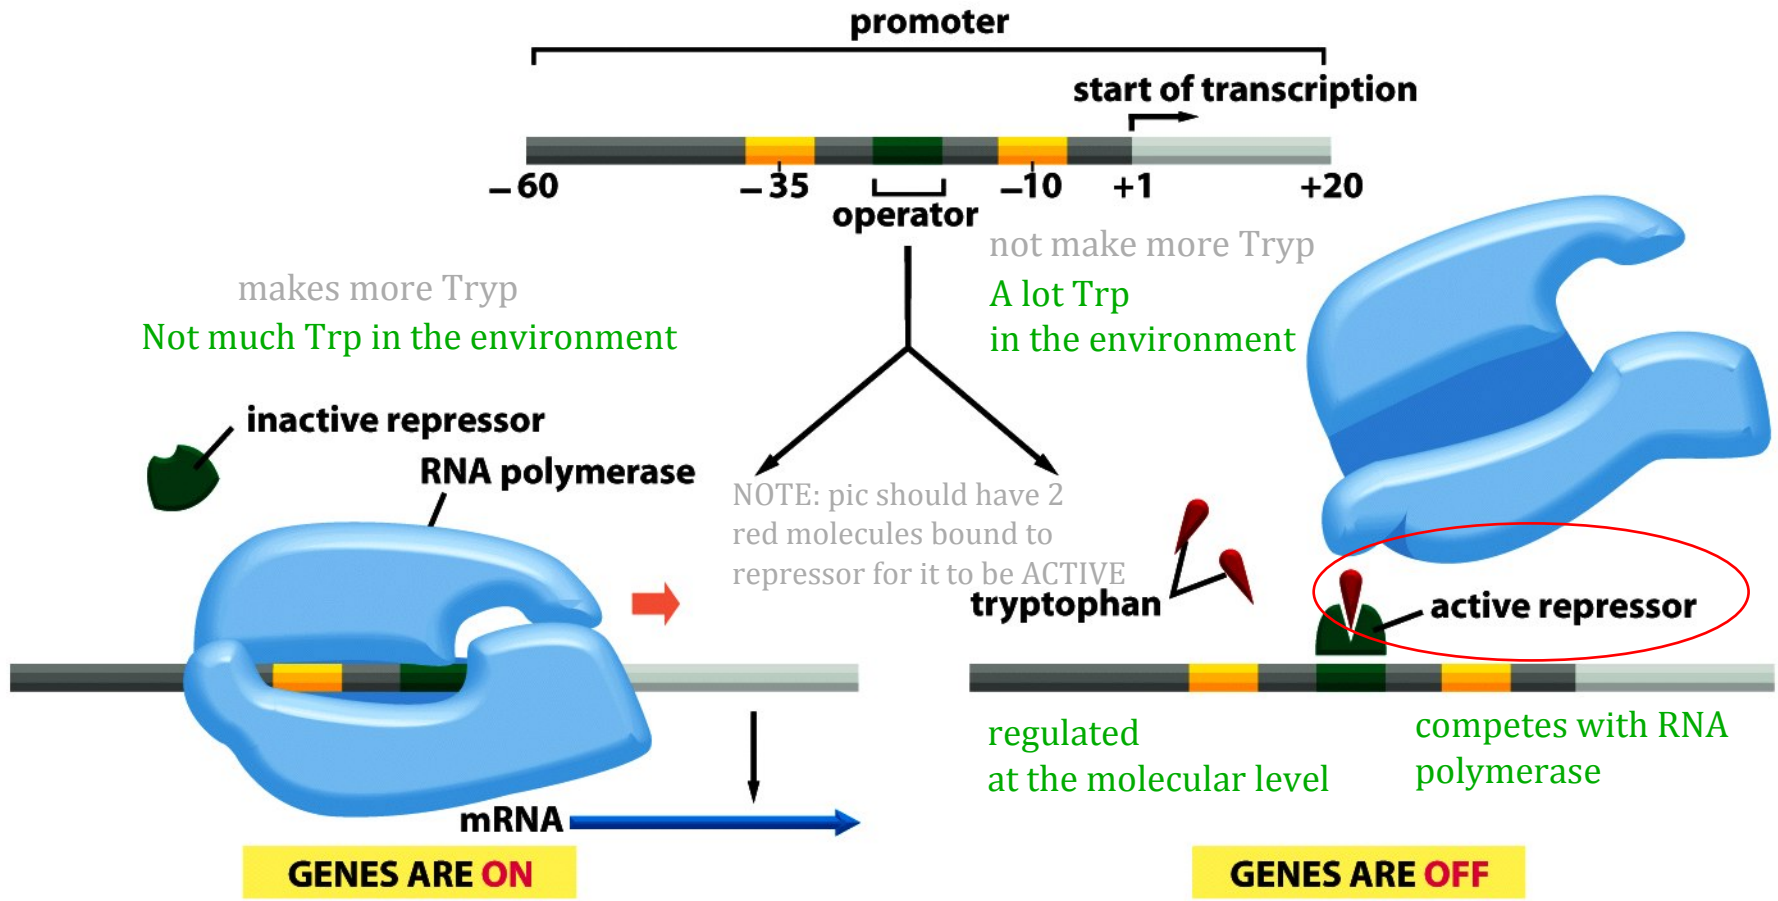 promoter
start of transcription
–60
–35
–10
+1
+20
operator
makes more Tryp
Not much Trp in the environment
not make more Tryp
A lot Trp
in the environment
inactive repressor
RNA polymerase
NOTE: pic should have 2
red molecules bound to
repressor for it to be ACTIVE
tryptophan
active repressor
regulated
at the molecular level
competes with RNA
polymerase
mRNA
GENES ARE ON
GENES ARE OFF